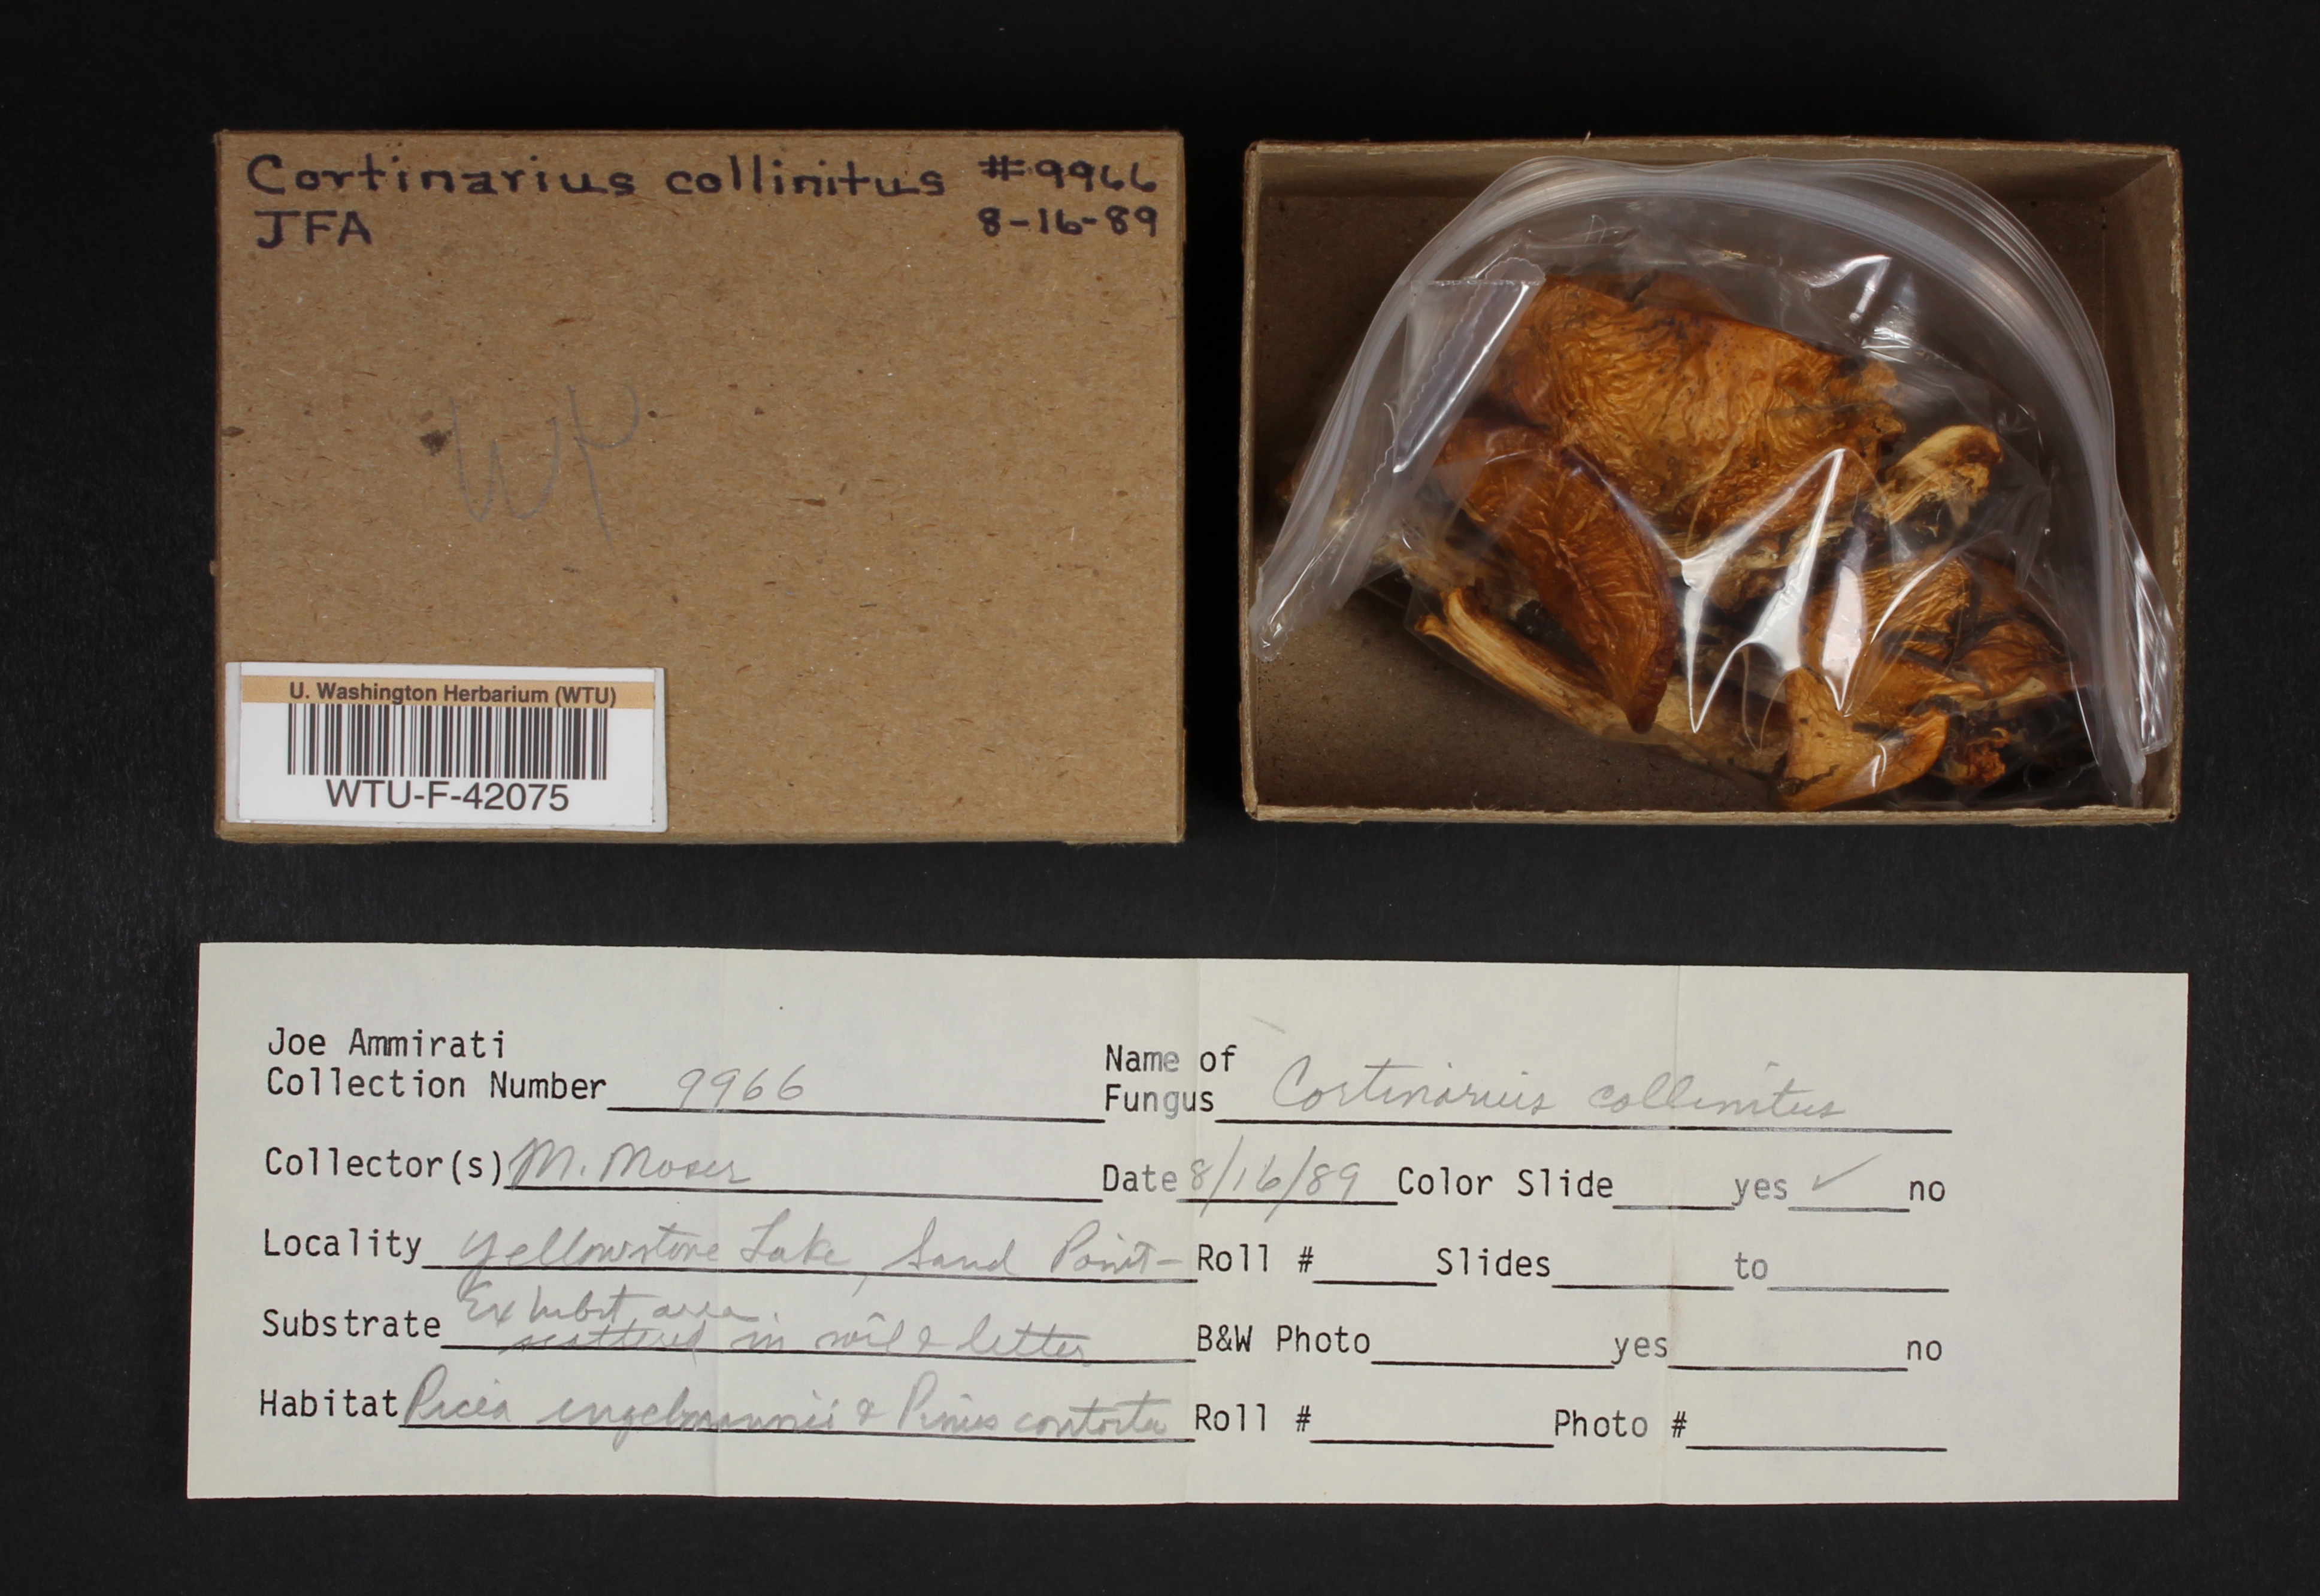 Cortinarius collinitus #9966
JFA 8-16-89
WP
U. Washington Herbarium (WTU)
WTU-F-42075
Joe Ammirati
Collection Number 9966
Name of
Fungus Cortinarius collinitus
Collector(s) M. Moser Date 8/16/89 Color Slide yes ✓ no
Locality Yellowstone Lake, Sand Point- Roll # Slides to
Exhibit area.
Substrate scattered in soil & litter B&W Photo yes no
Habitat Picea engelmannii & Pinus contorta Roll # Photo #